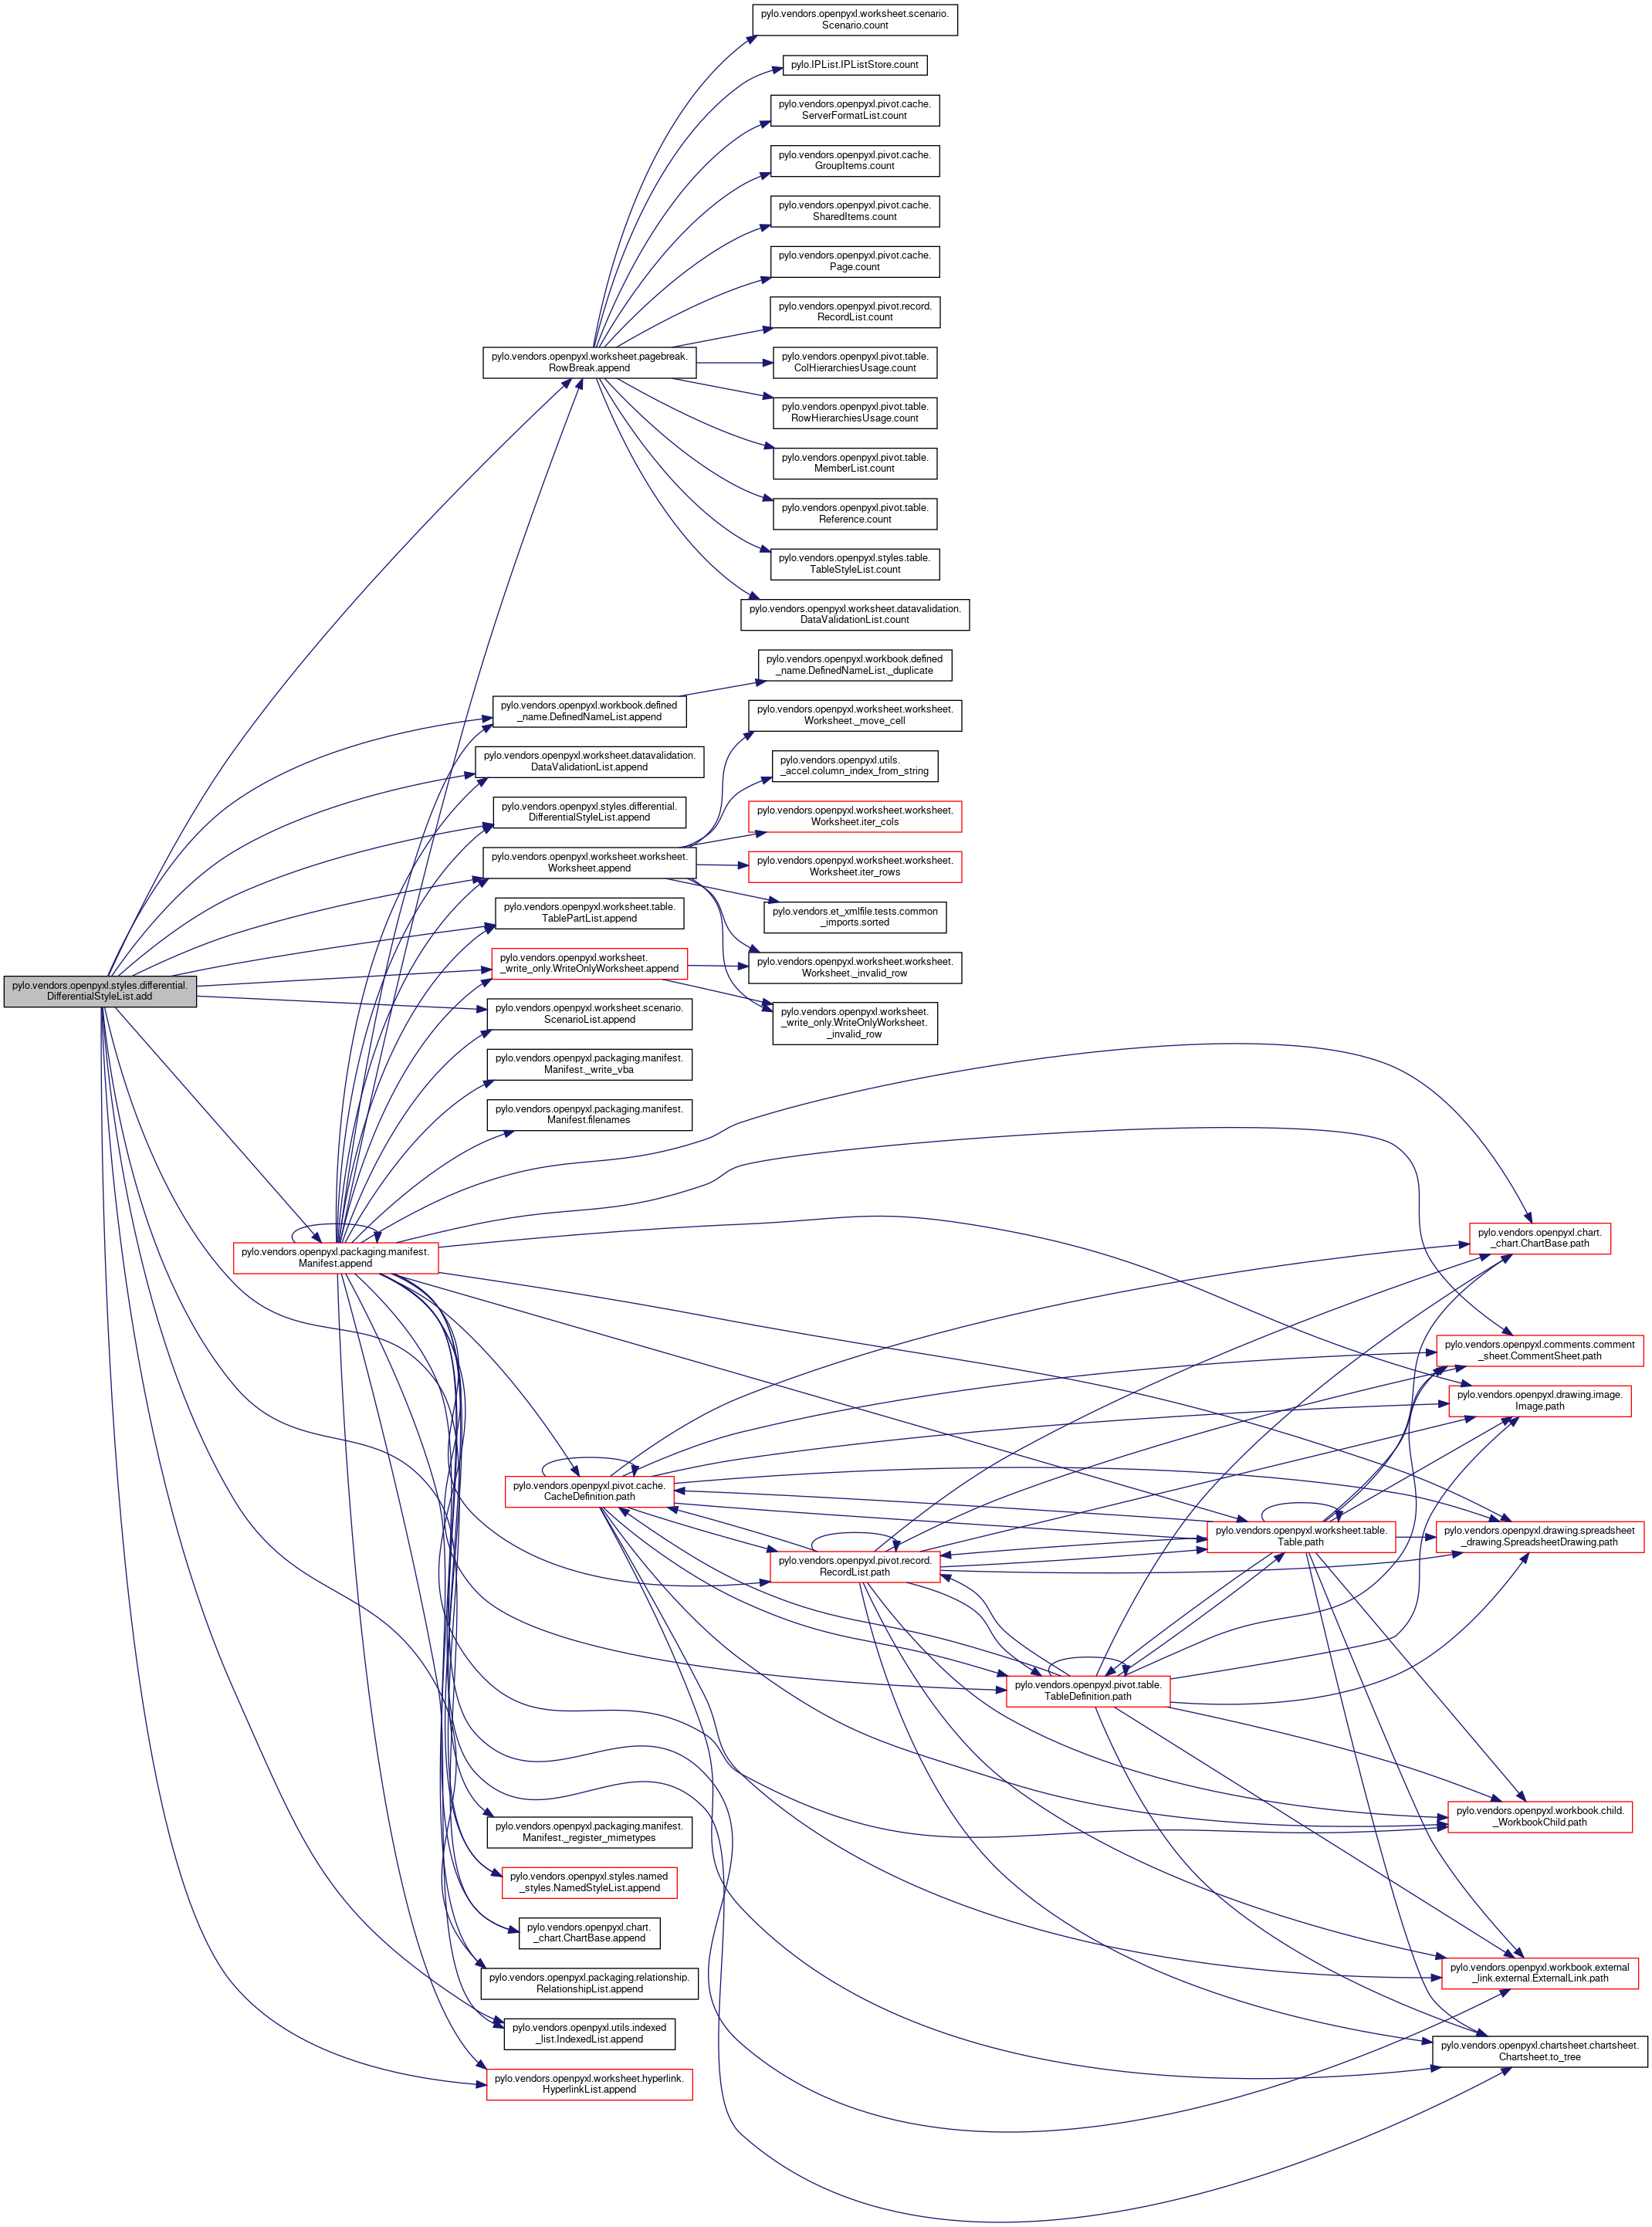 pylo.vendors.openpyxl.worksheet.scenario.
Scenario.count
pylo.IPList.IPListStore.count
pylo.vendors.openpyxl.pivot.cache.
ServerFormatList.count
pylo.vendors.openpyxl.pivot.cache.
GroupItems.count
pylo.vendors.openpyxl.pivot.cache.
SharedItems.count
pylo.vendors.openpyxl.pivot.cache.
Page.count
pylo.vendors.openpyxl.pivot.record.
RecordList.count
pylo.vendors.openpyxl.worksheet.pagebreak.
RowBreak.append
pylo.vendors.openpyxl.pivot.table.
ColHierarchiesUsage.count
pylo.vendors.openpyxl.pivot.table.
RowHierarchiesUsage.count
pylo.vendors.openpyxl.pivot.table.
MemberList.count
pylo.vendors.openpyxl.pivot.table.
Reference.count
pylo.vendors.openpyxl.styles.table.
TableStyleList.count
pylo.vendors.openpyxl.worksheet.datavalidation.
DataValidationList.count
pylo.vendors.openpyxl.workbook.defined
_name.DefinedNameList._duplicate
pylo.vendors.openpyxl.workbook.defined
_name.DefinedNameList.append
pylo.vendors.openpyxl.worksheet.worksheet.
Worksheet._move_cell
pylo.vendors.openpyxl.worksheet.datavalidation.
DataValidationList.append
pylo.vendors.openpyxl.utils.
_accel.column_index_from_string
pylo.vendors.openpyxl.styles.differential.
DifferentialStyleList.append
pylo.vendors.openpyxl.worksheet.worksheet.
Worksheet.iter_cols
pylo.vendors.openpyxl.worksheet.worksheet.
Worksheet.append
pylo.vendors.openpyxl.worksheet.worksheet.
Worksheet.iter_rows
pylo.vendors.openpyxl.worksheet.table.
TablePartList.append
pylo.vendors.et_xmlfile.tests.common
_imports.sorted
pylo.vendors.openpyxl.worksheet.
_write_only.WriteOnlyWorksheet.append
pylo.vendors.openpyxl.worksheet.worksheet.
Worksheet._invalid_row
pylo.vendors.openpyxl.styles.differential.
DifferentialStyleList.add
pylo.vendors.openpyxl.worksheet.scenario.
ScenarioList.append
pylo.vendors.openpyxl.worksheet.
_write_only.WriteOnlyWorksheet.
_invalid_row
pylo.vendors.openpyxl.packaging.manifest.
Manifest._write_vba
pylo.vendors.openpyxl.packaging.manifest.
Manifest.filenames
pylo.vendors.openpyxl.chart.
_chart.ChartBase.path
pylo.vendors.openpyxl.packaging.manifest.
Manifest.append
pylo.vendors.openpyxl.comments.comment
_sheet.CommentSheet.path
pylo.vendors.openpyxl.drawing.image.
Image.path
pylo.vendors.openpyxl.pivot.cache.
CacheDefinition.path
pylo.vendors.openpyxl.worksheet.table.
Table.path
pylo.vendors.openpyxl.drawing.spreadsheet
_drawing.SpreadsheetDrawing.path
pylo.vendors.openpyxl.pivot.record.
RecordList.path
pylo.vendors.openpyxl.pivot.table.
TableDefinition.path
pylo.vendors.openpyxl.workbook.child.
_WorkbookChild.path
pylo.vendors.openpyxl.packaging.manifest.
Manifest._register_mimetypes
pylo.vendors.openpyxl.styles.named
_styles.NamedStyleList.append
pylo.vendors.openpyxl.chart.
_chart.ChartBase.append
pylo.vendors.openpyxl.workbook.external
_link.external.ExternalLink.path
pylo.vendors.openpyxl.packaging.relationship.
RelationshipList.append
pylo.vendors.openpyxl.utils.indexed
_list.IndexedList.append
pylo.vendors.openpyxl.chartsheet.chartsheet.
Chartsheet.to_tree
pylo.vendors.openpyxl.worksheet.hyperlink.
HyperlinkList.append